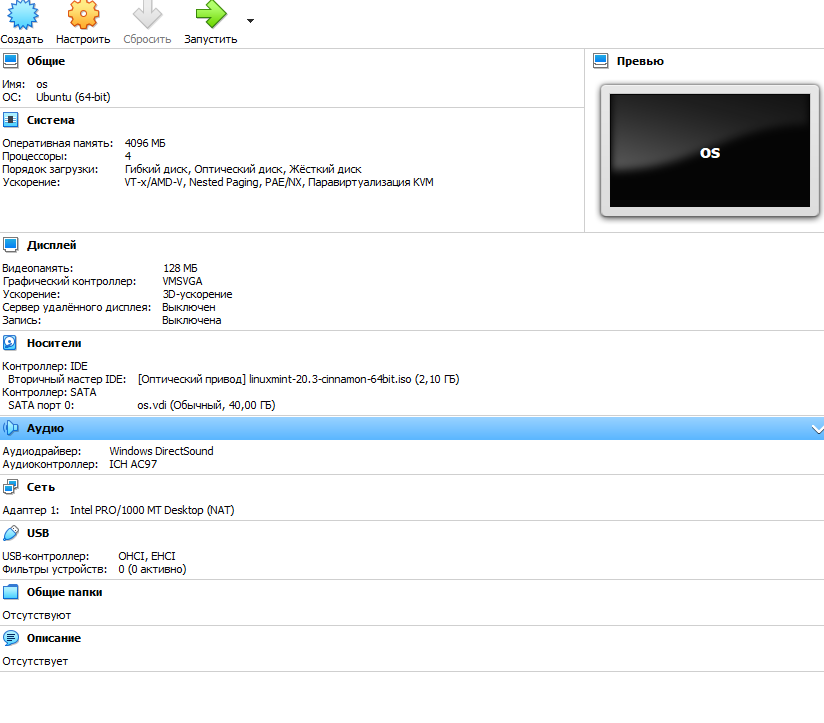 Создать Настроить Сбросить Запустить
Общие
Имя: os
ОС: Ubuntu (64-bit)
Превью
os
Система
Оперативная память: 4096 МБ
Процессоры: 4
Порядок загрузки: Гибкий диск, Оптический диск, Жёсткий диск
Ускорение: VT-x/AMD-V, Nested Paging, PAE/NX, Паравиртуализация KVM
Дисплей
Видеопамять: 128 МБ
Графический контроллер: VMSVGA
Ускорение: 3D-ускорение
Сервер удалённого дисплея: Выключен
Запись: Выключена
Носители
Контроллер: IDE
Вторичный мастер IDE: [Оптический привод] linuxmint-20.3-cinnamon-64bit.iso (2,10 ГБ)
Контроллер: SATA
SATA порт 0: os.vdi (Обычный, 40,00 ГБ)
Аудио
Аудиодрайвер: Windows DirectSound
Аудиоконтроллер: ICH AC97
Сеть
Адаптер 1: Intel PRO/1000 MT Desktop (NAT)
USB
USB-контроллер: OHCI, EHCI
Фильтры устройств: 0 (0 активно)
Общие папки
Отсутствуют
Описание
Отсутствует